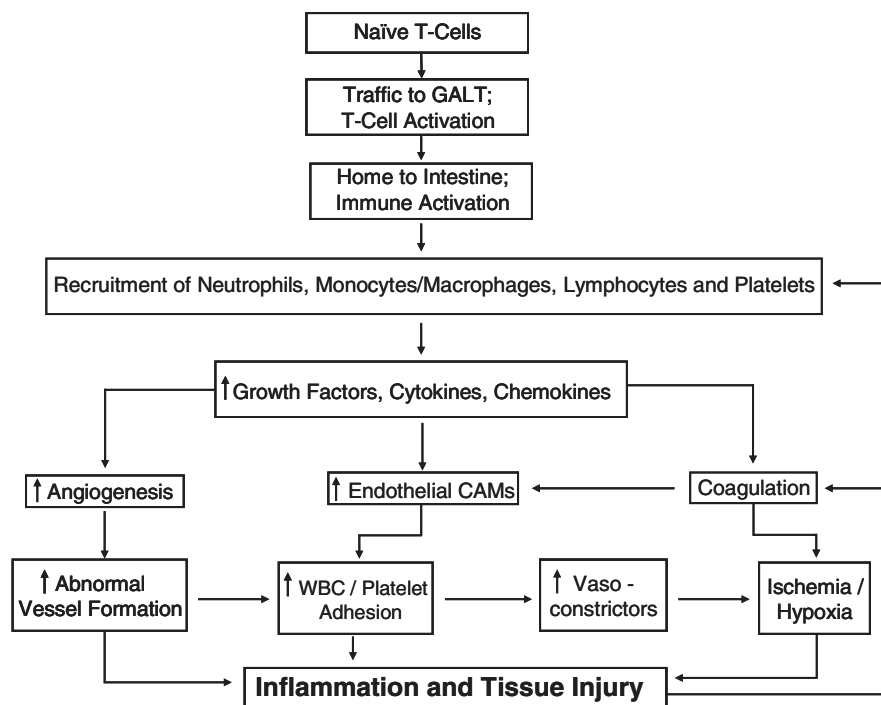 Naïve T-Cells
Traffic to GALT;
T-Cell Activation
Home to Intestine;
Immune Activation
Recruitment of Neutrophils, Monocytes/Macrophages, Lymphocytes and Platelets
↑Growth Factors, Cytokines, Chemokines
↑ Angiogenesis
↑ Endothelial CAMs
Coagulation
↑ Abnormal
Vessel Formation
↑ WBC / Platelet
Adhesion
↑ Vaso -
constrictors
Ischemia /
Hypoxia
Inflammation and Tissue Injury